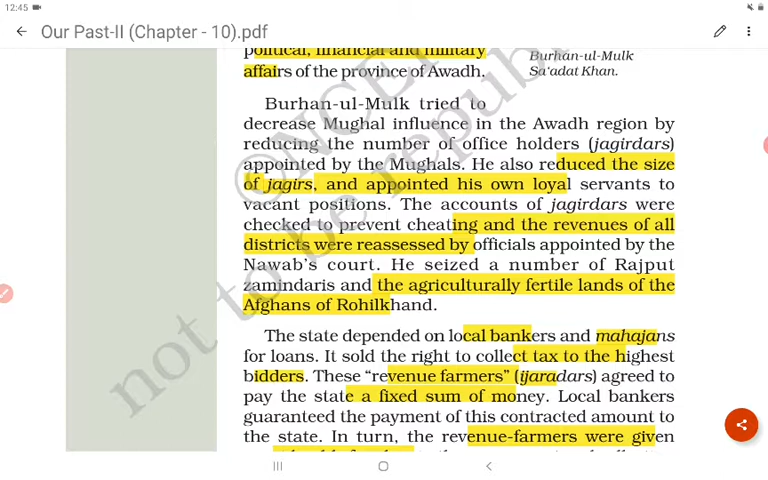 12:45
Our Past-II (Chapter - 10).pdf
political, financial and military
affairs of the province of Awadh.
Burhan-ul-Mulk
Sa'adat Khan.
Burhan-ul-Mulk tried to
decrease Mughal influence in the Awadh region by
reducing the number of office holders (jagirdars)
appointed by the Mughals. He also reduced the size
of jagirs, and appointed his own loyal servants to
vacant positions. The accounts of jagirdars were
checked to prevent cheating and the revenues of all
districts were reassessed by officials appointed by the
Nawab's court. He seized a number of Rajput
zamindaris and the agriculturally fertile lands of the
Afghans of Rohilkhand.
The state depended on local bankers and mahajans
for loans. It sold the right to collect tax to the highest
bidders. These "revenue farmers" (ijaradars) agreed to
pay the state a fixed sum of money. Local bankers
guaranteed the payment of this contracted amount to
the state. In turn, the revenue-farmers were given
©NCERT
not to be republi